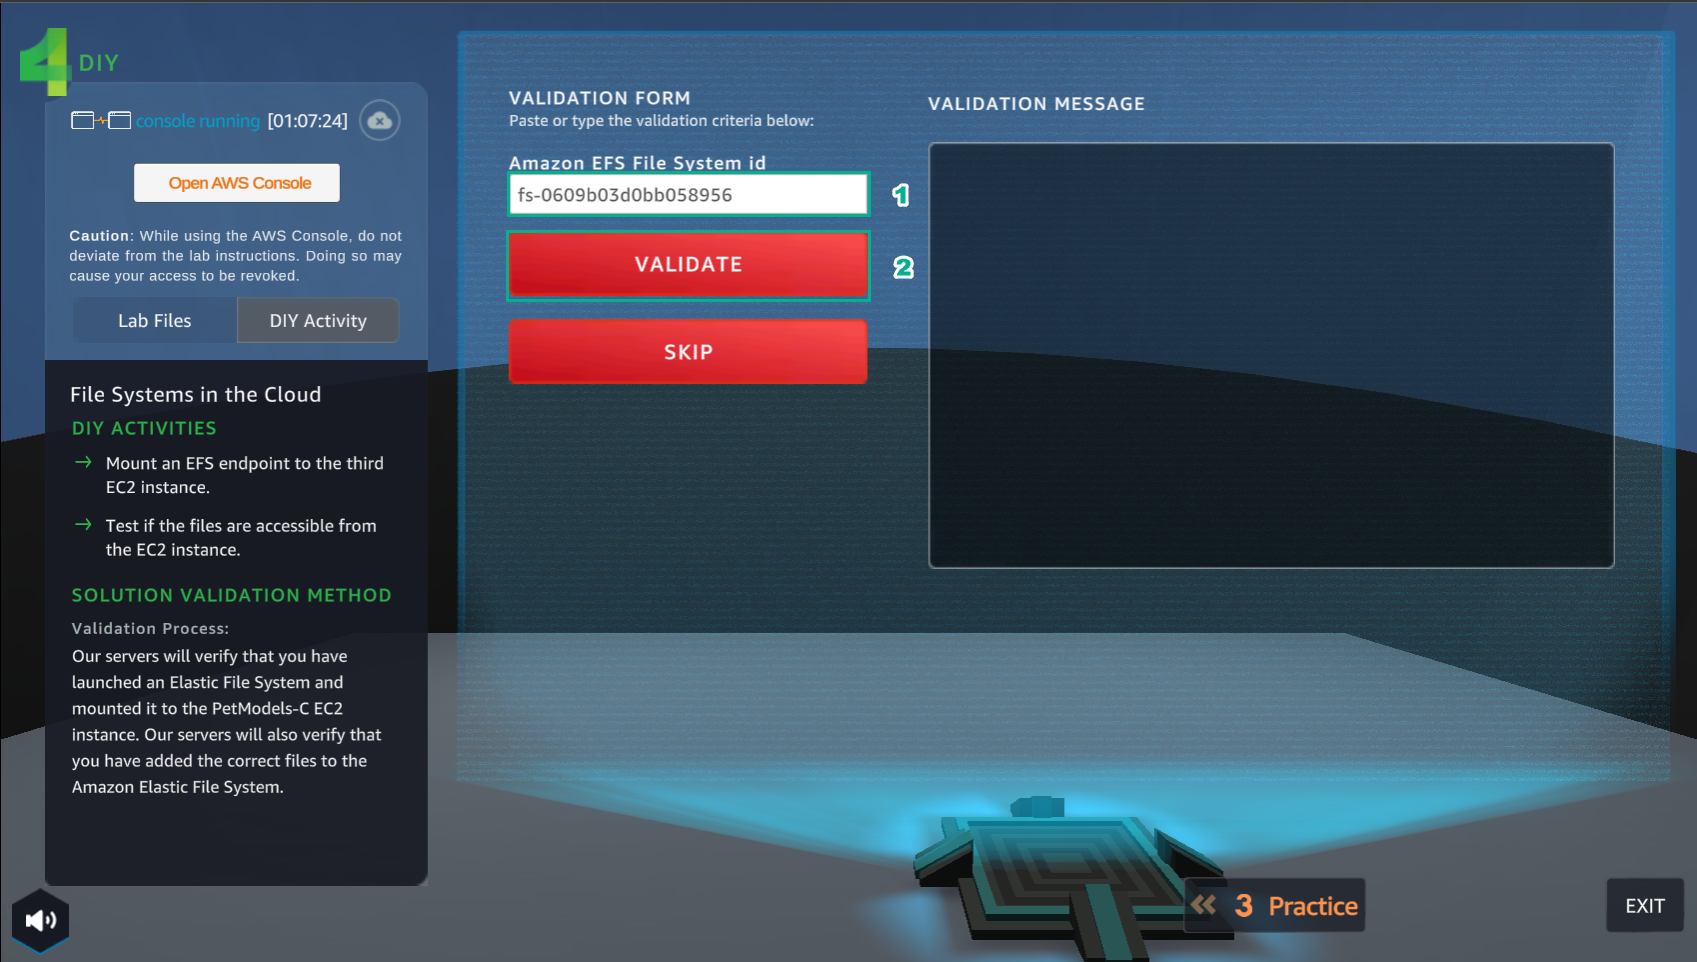 4 DIY
console running [01:07:24]
Open AWS Console
Caution: While using the AWS Console, do not
deviate from the lab instructions. Doing so may
cause your access to be revoked.
Lab Files
DIY Activity
File Systems in the Cloud
DIY ACTIVITIES
→ Mount an EFS endpoint to the third
EC2 instance.
→ Test if the files are accessible from
the EC2 instance.
SOLUTION VALIDATION METHOD
Validation Process:
Our servers will verify that you have
launched an Elastic File System and
mounted it to the PetModels-C EC2
instance. Our servers will also verify that
you have added the correct files to the
Amazon Elastic File System.
VALIDATION FORM
Paste or type the validation criteria below:
Amazon EFS File System id
fs-0609b03d0bb058956
1
VALIDATE
2
SKIP
VALIDATION MESSAGE
3 Practice
EXIT